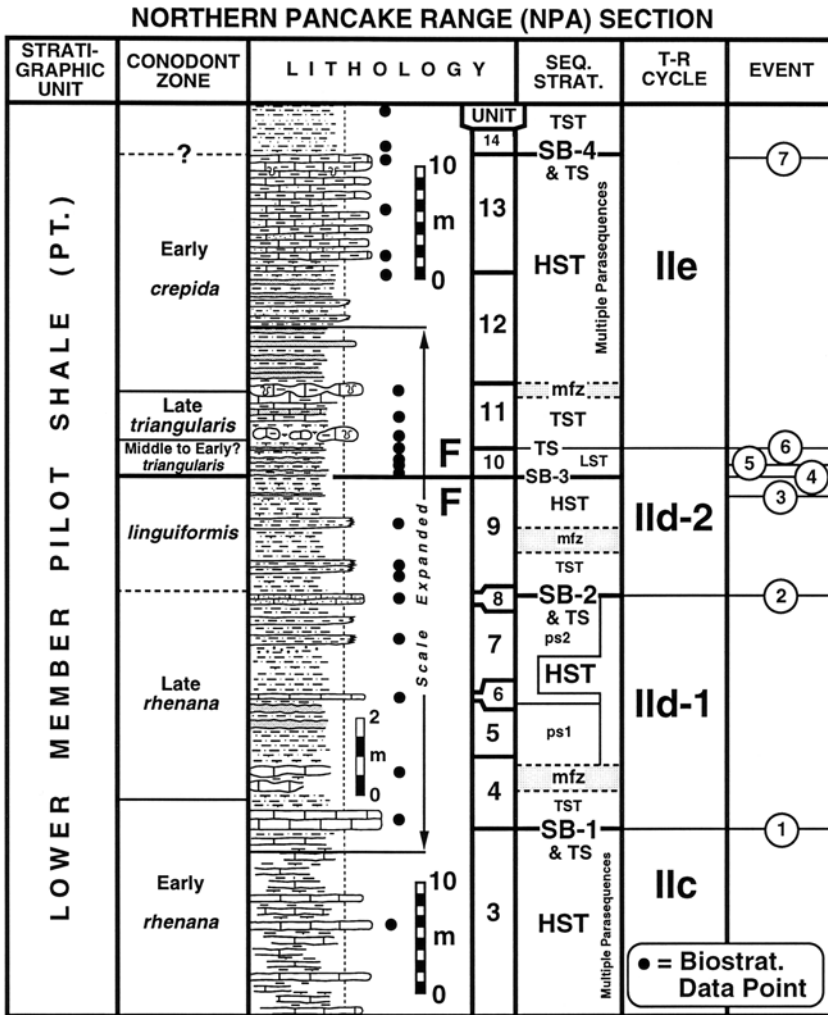 NORTHERN PANCAKE RANGE (NPA) SECTION
STRATI-
GRAPHIC
UNIT
CONODONT
ZONE
LITHOLOGY
SEQ.
STRAT.
T-R
CYCLE
EVENT
LOWER MEMBER PILOT SHALE (PT.)
?
Early
crepida
Late
triangularis
Middle to Early?
triangularis
linguiformis
Late
rhenana
Early
rhenana
10
m
0
F
F
Scale Expanded
2
m
0
10
m
0
UNIT
14
13
12
11
10
9
8
7
6
5
4
3
TST
SB-4
& TS
HST
Multiple Parasequences
mfz
TST
TS
LST
SB-3
HST
mfz
TST
SB-2
& TS
ps2
HST
ps1
mfz
TST
SB-1
& TS
HST
Multiple Parasequences
IIe
IId-2
IId-1
IIc
7
6
5
4
3
2
1
= Biostrat.
Data Point